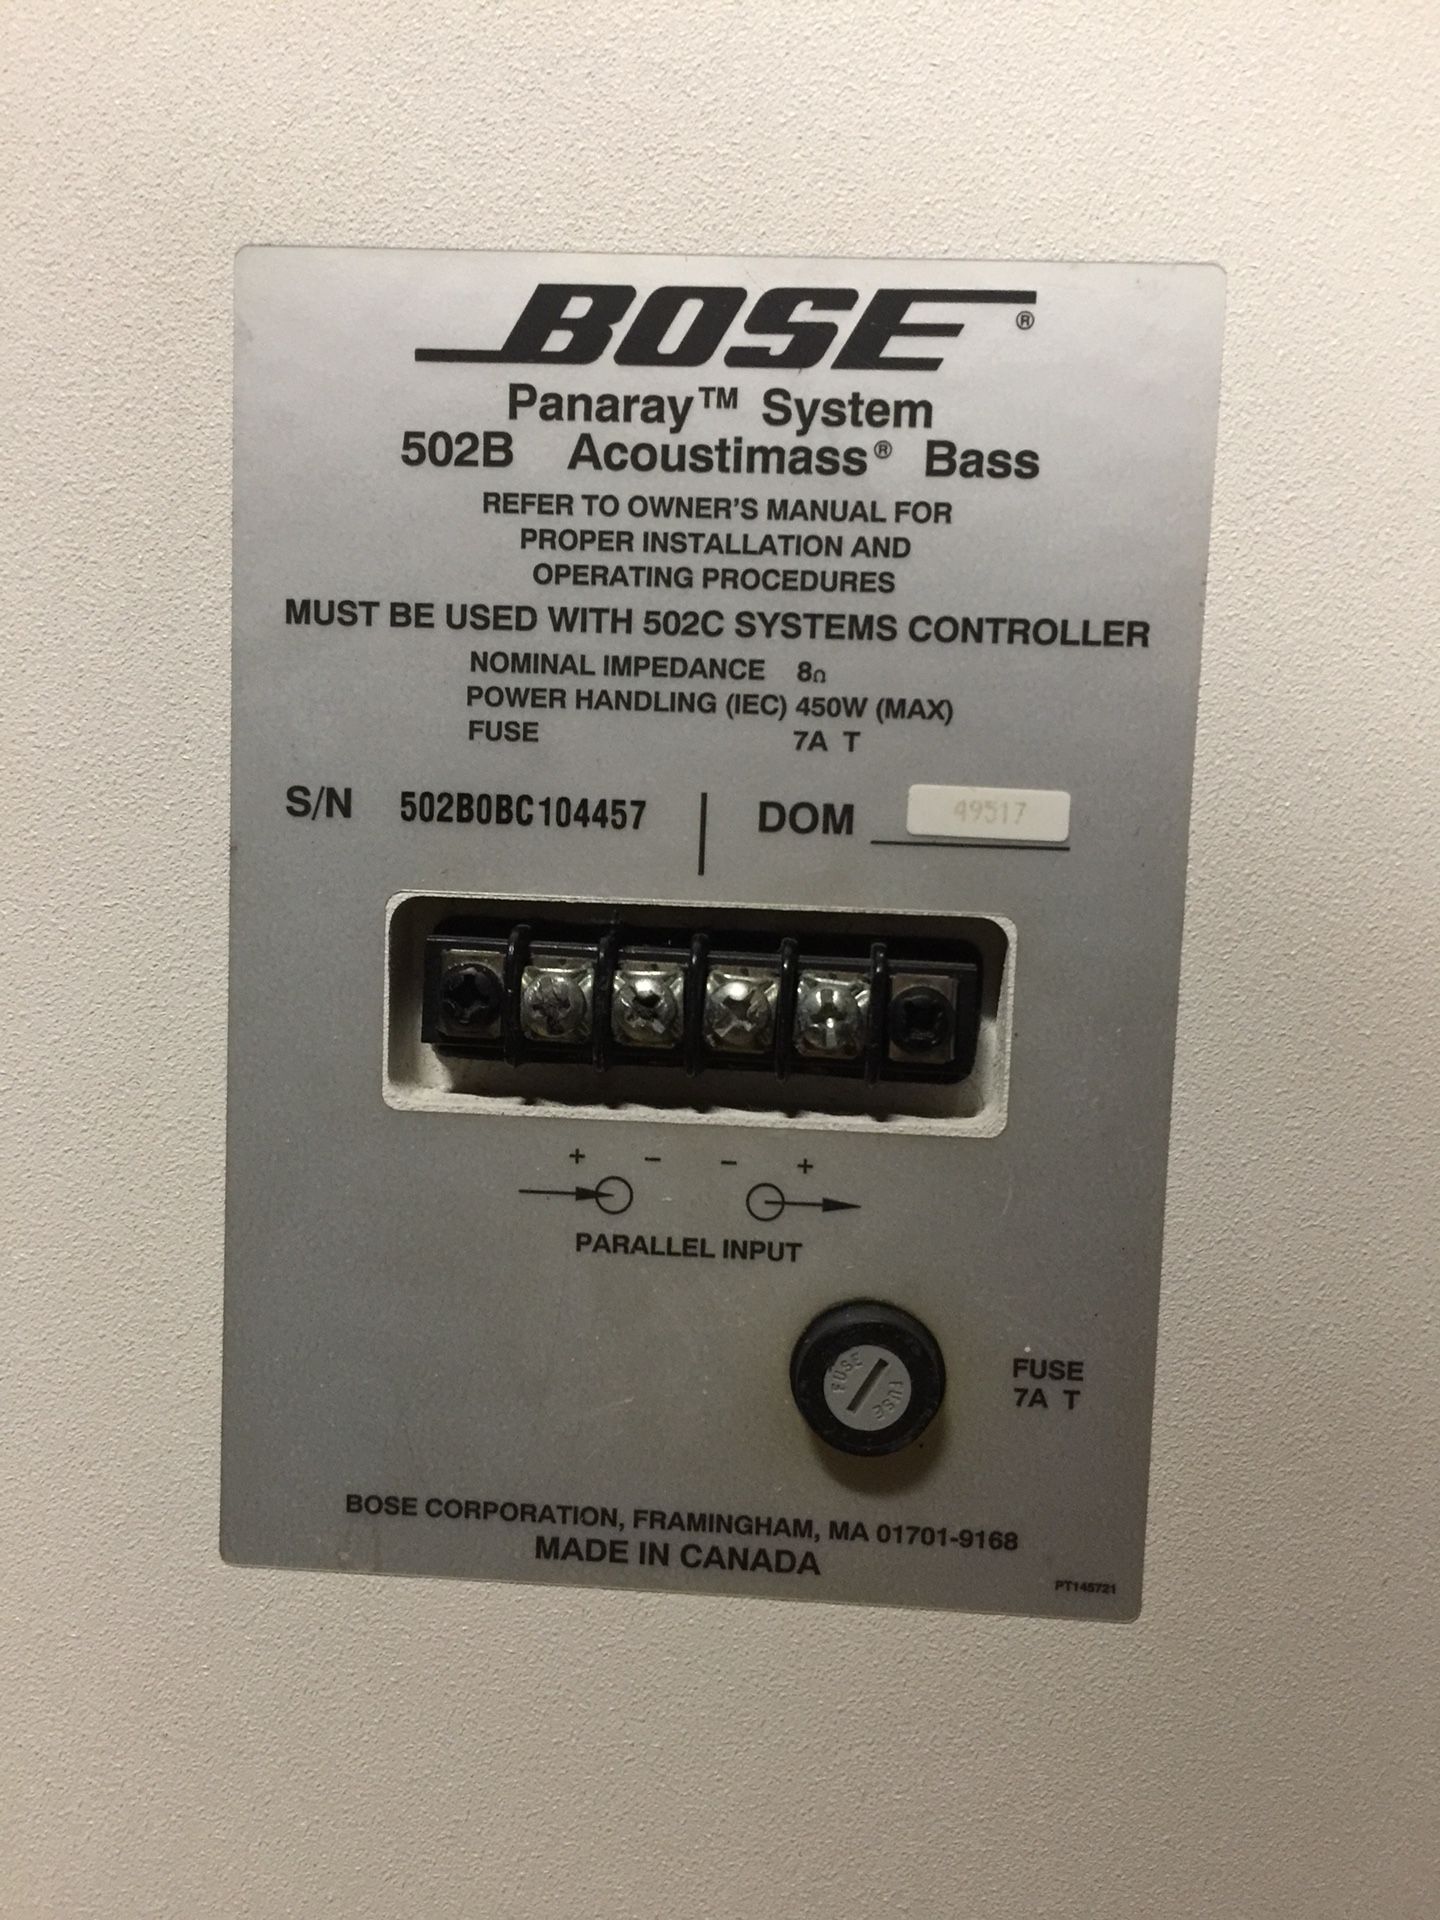 BOSE®
Panaray™ System
502B Acoustimass® Bass
REFER TO OWNER'S MANUAL FOR
PROPER INSTALLATION AND
OPERATING PROCEDURES
MUST BE USED WITH 502C SYSTEMS CONTROLLER
NOMINAL IMPEDANCE 8Ω
POWER HANDLING (IEC) 450W (MAX)
FUSE 7A T
S/N 502B0BC104457 | DOM 49517
+ - - +
PARALLEL INPUT
FUSE FUSE
FUSE
7A T
BOSE CORPORATION, FRAMINGHAM, MA 01701-9168
MADE IN CANADA
PT145721